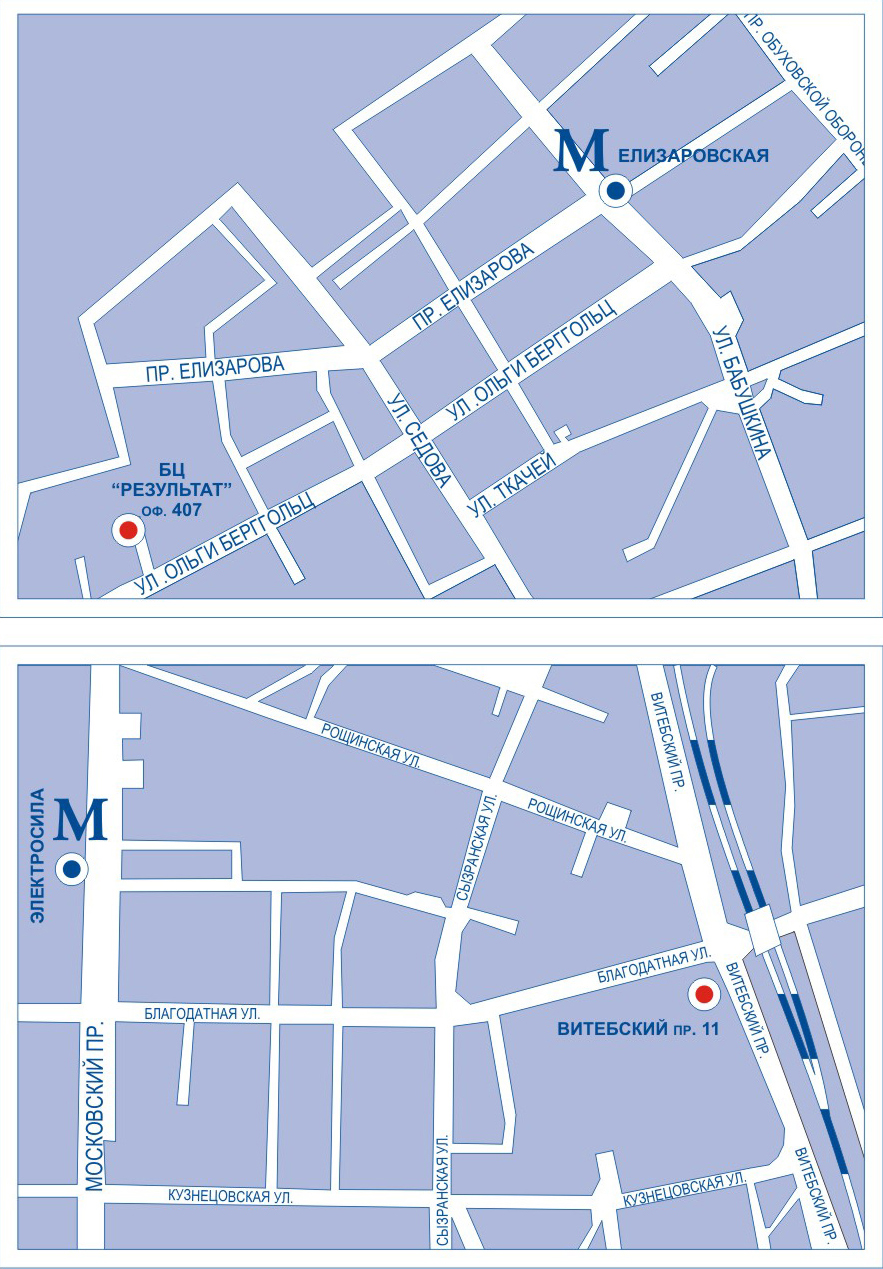 ПР. ОБУХОВСКОЙ ОБОРОНЫ
М
ЕЛИЗАРОВСКАЯ
ПР. ЕЛИЗАРОВА
ПР. ЕЛИЗАРОВА
УЛ. ОЛЬГИ БЕРГГОЛЬЦ
УЛ. БАБУШКИНА
УЛ. СЕДОВА
УЛ. ТКАЧЕЙ
БЦ
“РЕЗУЛЬТАТ”
ОФ. 407
УЛ .ОЛЬГИ БЕРГГОЛЬЦ
ВИТЕБСКИЙ ПР.
РОЩИНСКАЯ УЛ.
РОЩИНСКАЯ УЛ.
М
ЭЛЕКТРОСИЛА
СЫЗРАНСКАЯ УЛ.
БЛАГОДАТНАЯ УЛ.
БЛАГОДАТНАЯ УЛ.
ВИТЕБСКИЙ ПР.
ВИТЕБСКИЙ ПР. 11
МОСКОВСКИЙ ПР.
СЫЗРАНСКАЯ УЛ.
КУЗНЕЦОВСКАЯ УЛ.
КУЗНЕЦОВСКАЯ УЛ.
ВИТЕБСКИЙ ПР.